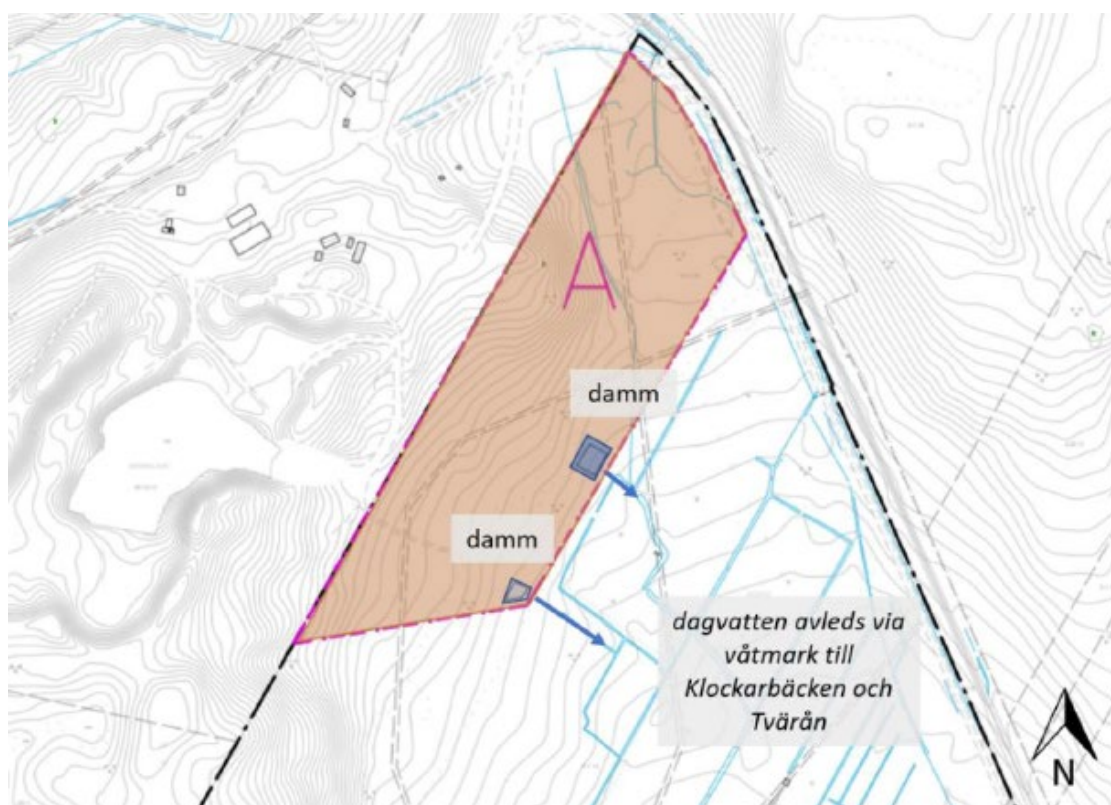 A
damm
damm
dagvatten avleds via
våtmark till
Klockarbäcken och
Tvärån
N